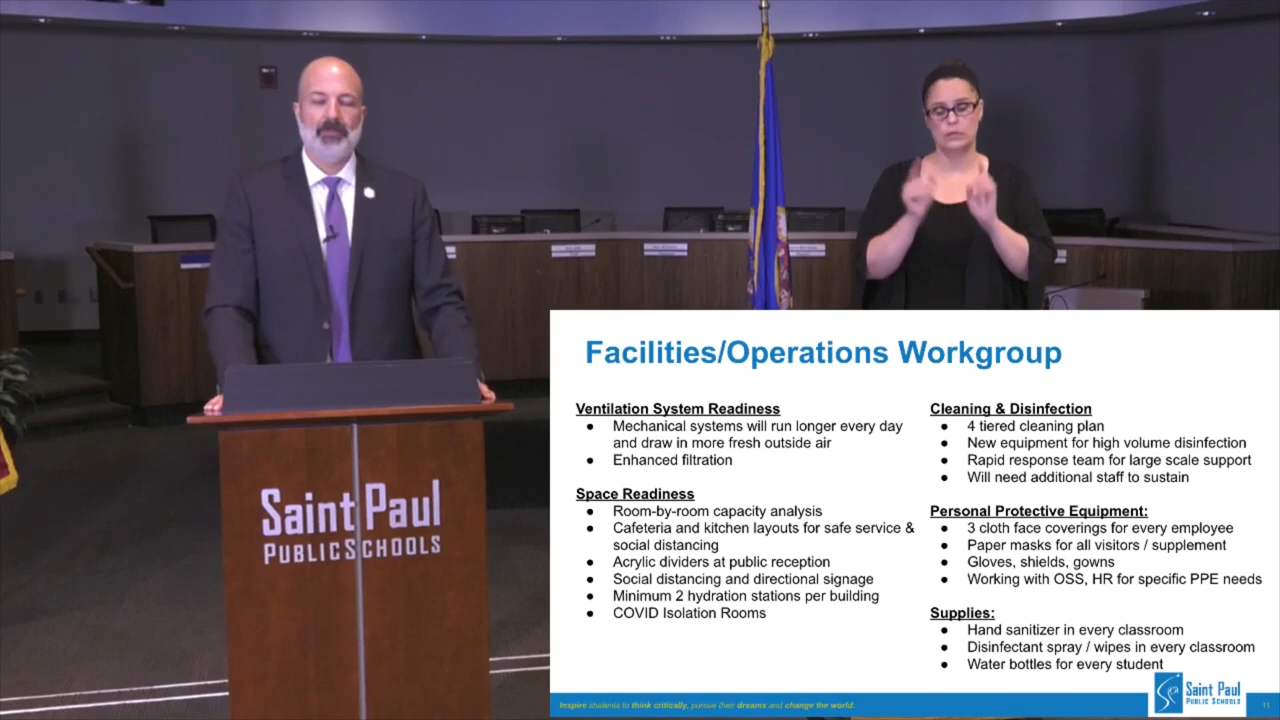 Saint Paul
PUBLIC SCHOOLS
Facilities/Operations Workgroup
Ventilation System Readiness
● Mechanical systems will run longer every day
and draw in more fresh outside air
● Enhanced filtration
Space Readiness
● Room-by-room capacity analysis
● Cafeteria and kitchen layouts for safe service &
social distancing
● Acrylic dividers at public reception
● Social distancing and directional signage
● Minimum 2 hydration stations per building
● COVID Isolation Rooms
Cleaning & Disinfection
● 4 tiered cleaning plan
● New equipment for high volume disinfection
● Rapid response team for large scale support
● Will need additional staff to sustain
Personal Protective Equipment:
● 3 cloth face coverings for every employee
● Paper masks for all visitors / supplement
● Gloves, shields, gowns
● Working with OSS, HR for specific PPE needs
Supplies:
● Hand sanitizer in every classroom
● Disinfectant spray / wipes in every classroom
● Water bottles for every student
Inspire students to think critically, pursue their dreams and change the world.
Saint Paul
PUBLIC SCHOOLS
11